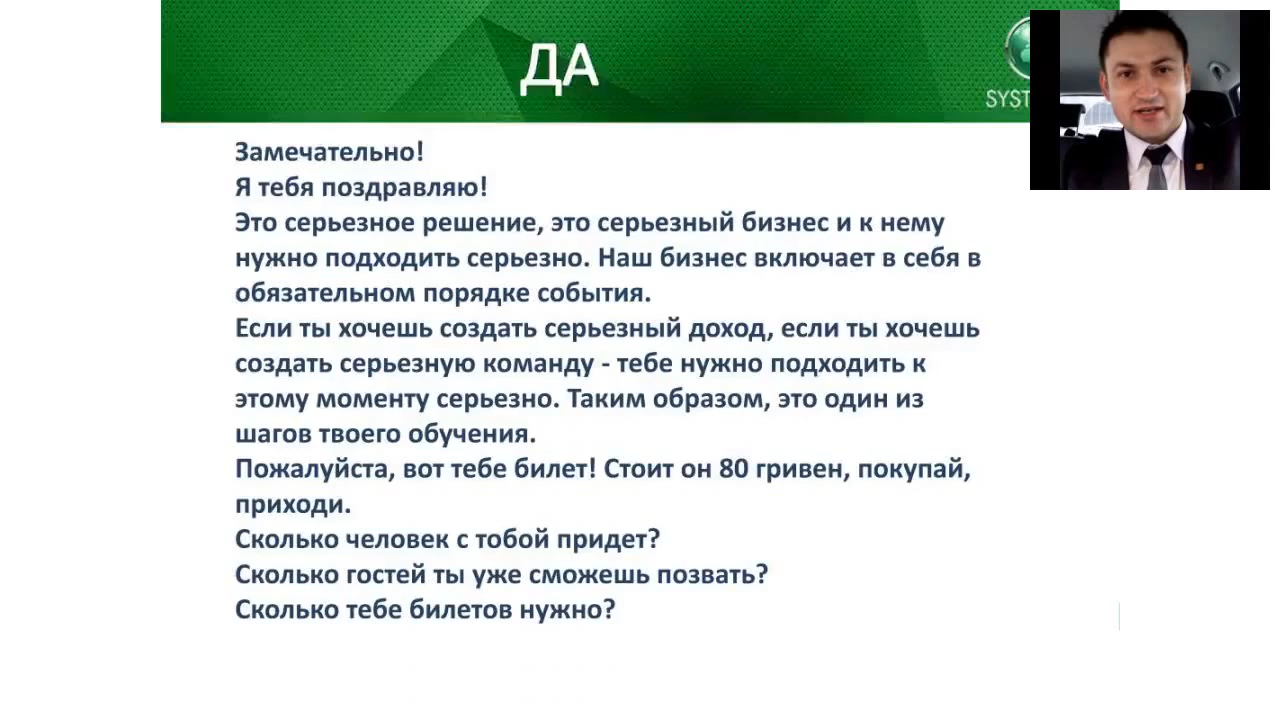 ДА
SYST
Замечательно!
Я тебя поздравляю!
Это серьезное решение, это серьезный бизнес и к нему
нужно подходить серьезно. Наш бизнес включает в себя в
обязательном порядке события.
Если ты хочешь создать серьезный доход, если ты хочешь
создать серьезную команду - тебе нужно подходить к
этому моменту серьезно. Таким образом, это один из
шагов твоего обучения.
Пожалуйста, вот тебе билет! Стоит он 80 гривен, покупай,
приходи.
Сколько человек с тобой придет?
Сколько гостей ты уже сможешь позвать?
Сколько тебе билетов нужно?